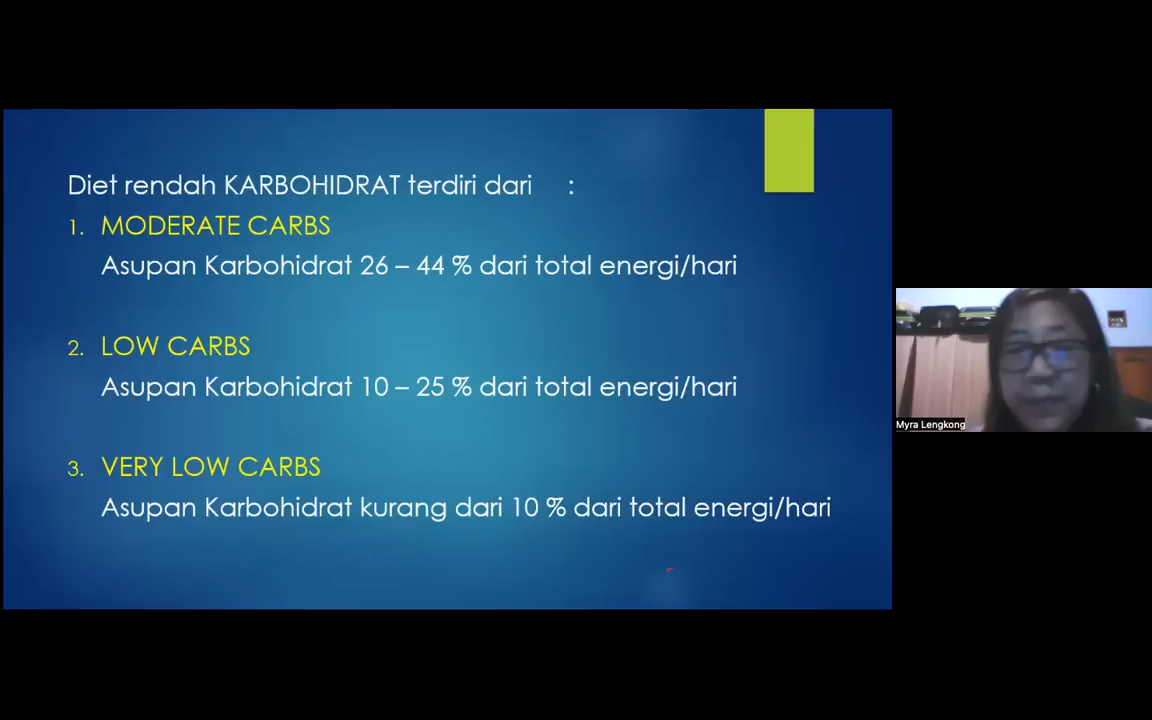 Diet rendah KARBOHIDRAT terdiri dari :
1. MODERATE CARBS
Asupan Karbohidrat 26 – 44 % dari total energi/hari
2. LOW CARBS
Asupan Karbohidrat 10 – 25 % dari total energi/hari
3. VERY LOW CARBS
Asupan Karbohidrat kurang dari 10 % dari total energi/hari
Myra Lengkong